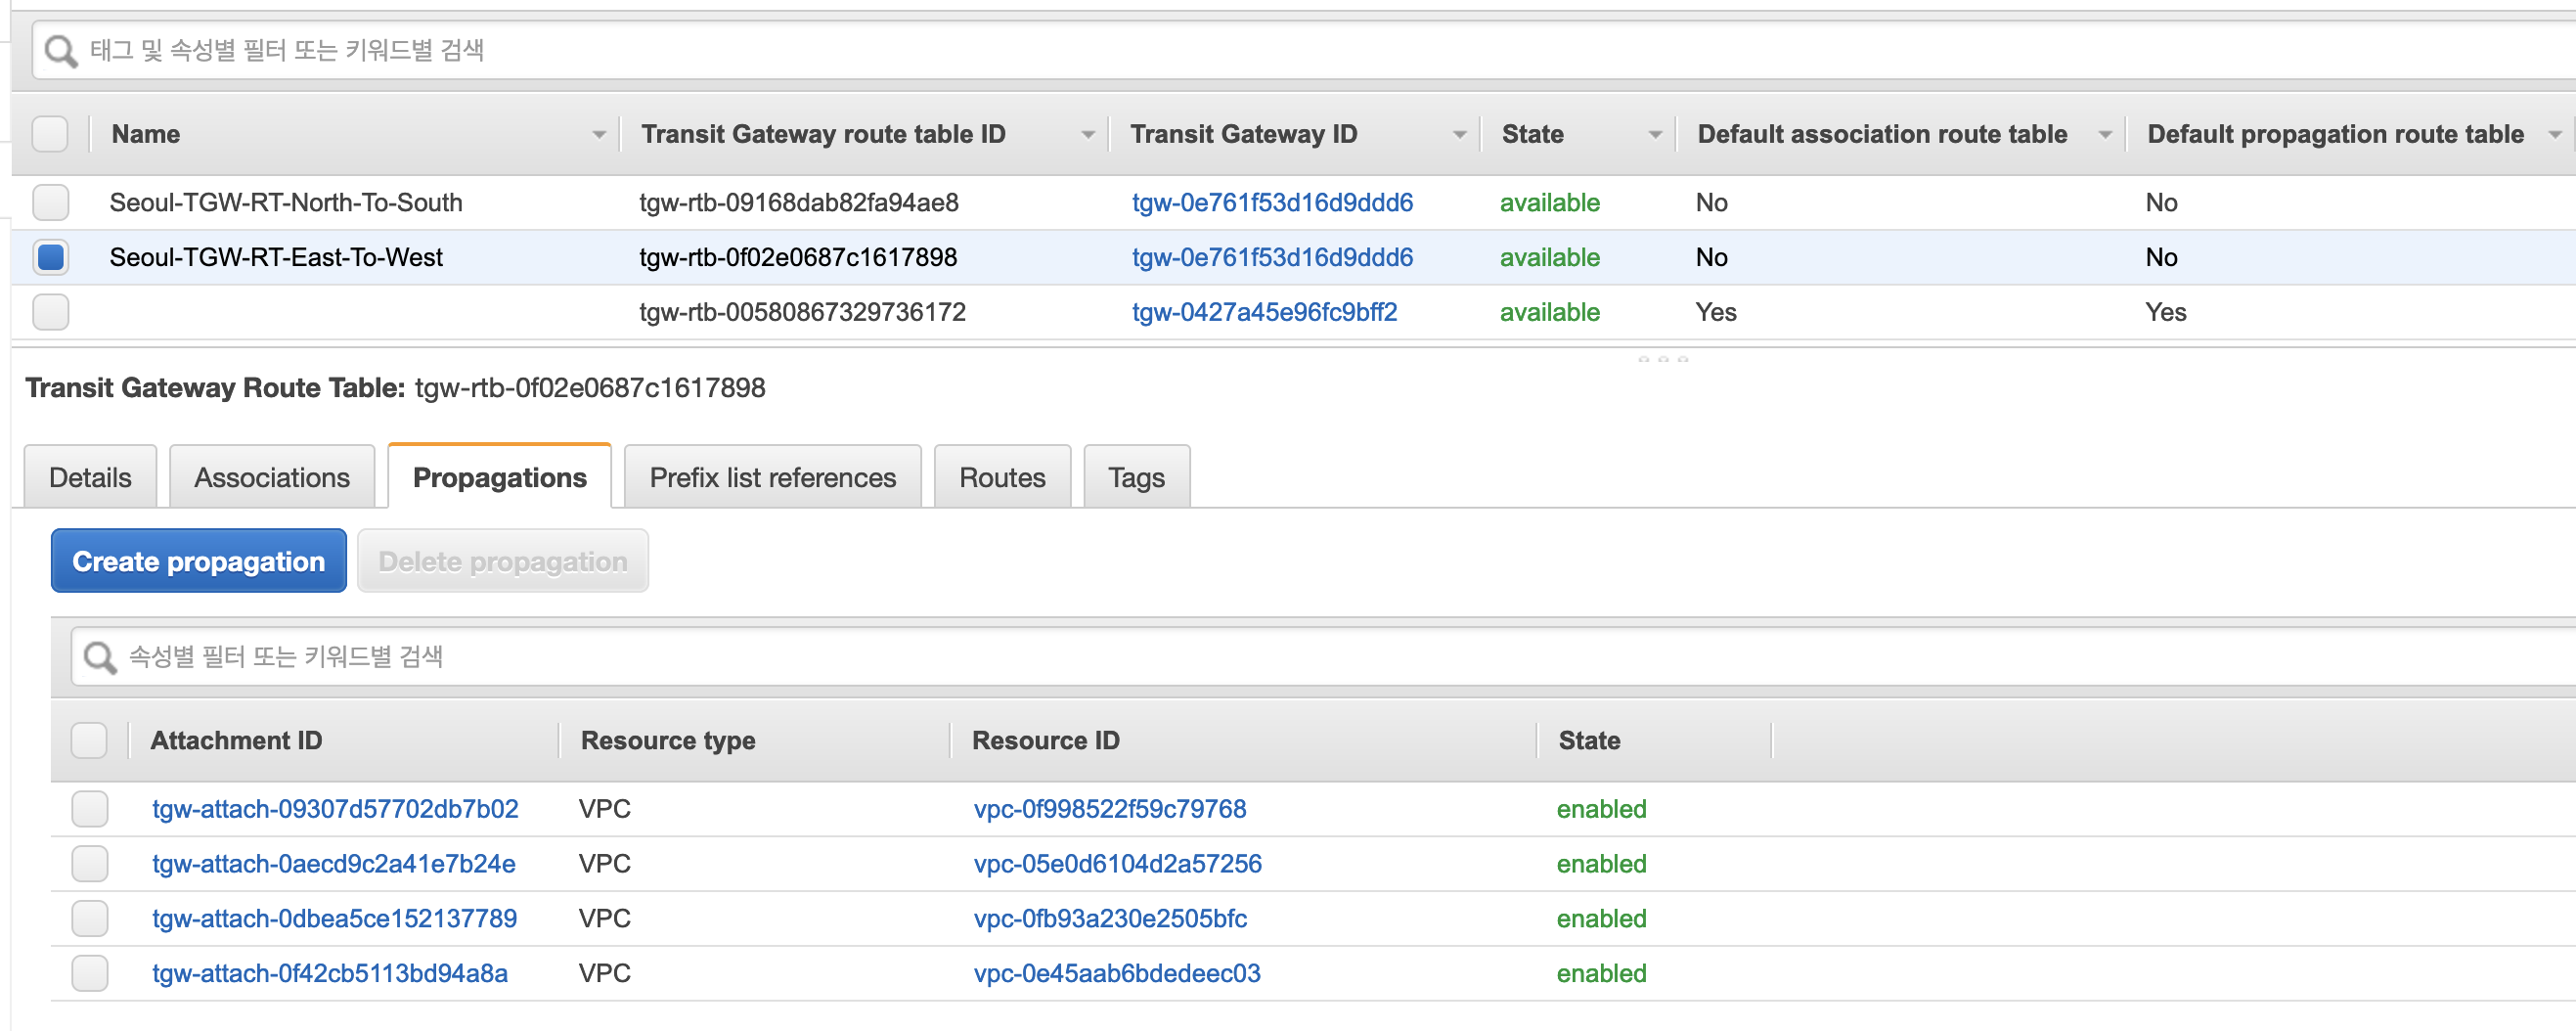 태그 및 속성별 필터 또는 키워드별 검색
Name Transit Gateway route table ID Transit Gateway ID State Default association route table Default propagation route table
Seoul-TGW-RT-North-To-South tgw-rtb-09168dab82fa94ae8 tgw-0e761f53d16d9ddd6 available No No
Seoul-TGW-RT-East-To-West tgw-rtb-0f02e0687c1617898 tgw-0e761f53d16d9ddd6 available No No
tgw-rtb-00580867329736172 tgw-0427a45e96fc9bff2 available Yes Yes
Transit Gateway Route Table: tgw-rtb-0f02e0687c1617898
Details Associations Propagations Prefix list references Routes Tags
Create propagation Delete propagation
속성별 필터 또는 키워드별 검색
Attachment ID Resource type Resource ID State
tgw-attach-09307d57702db7b02 VPC vpc-0f998522f59c79768 enabled
tgw-attach-0aecd9c2a41e7b24e VPC vpc-05e0d6104d2a57256 enabled
tgw-attach-0dbea5ce152137789 VPC vpc-0fb93a230e2505bfc enabled
tgw-attach-0f42cb5113bd94a8a VPC vpc-0e45aab6bdedeec03 enabled